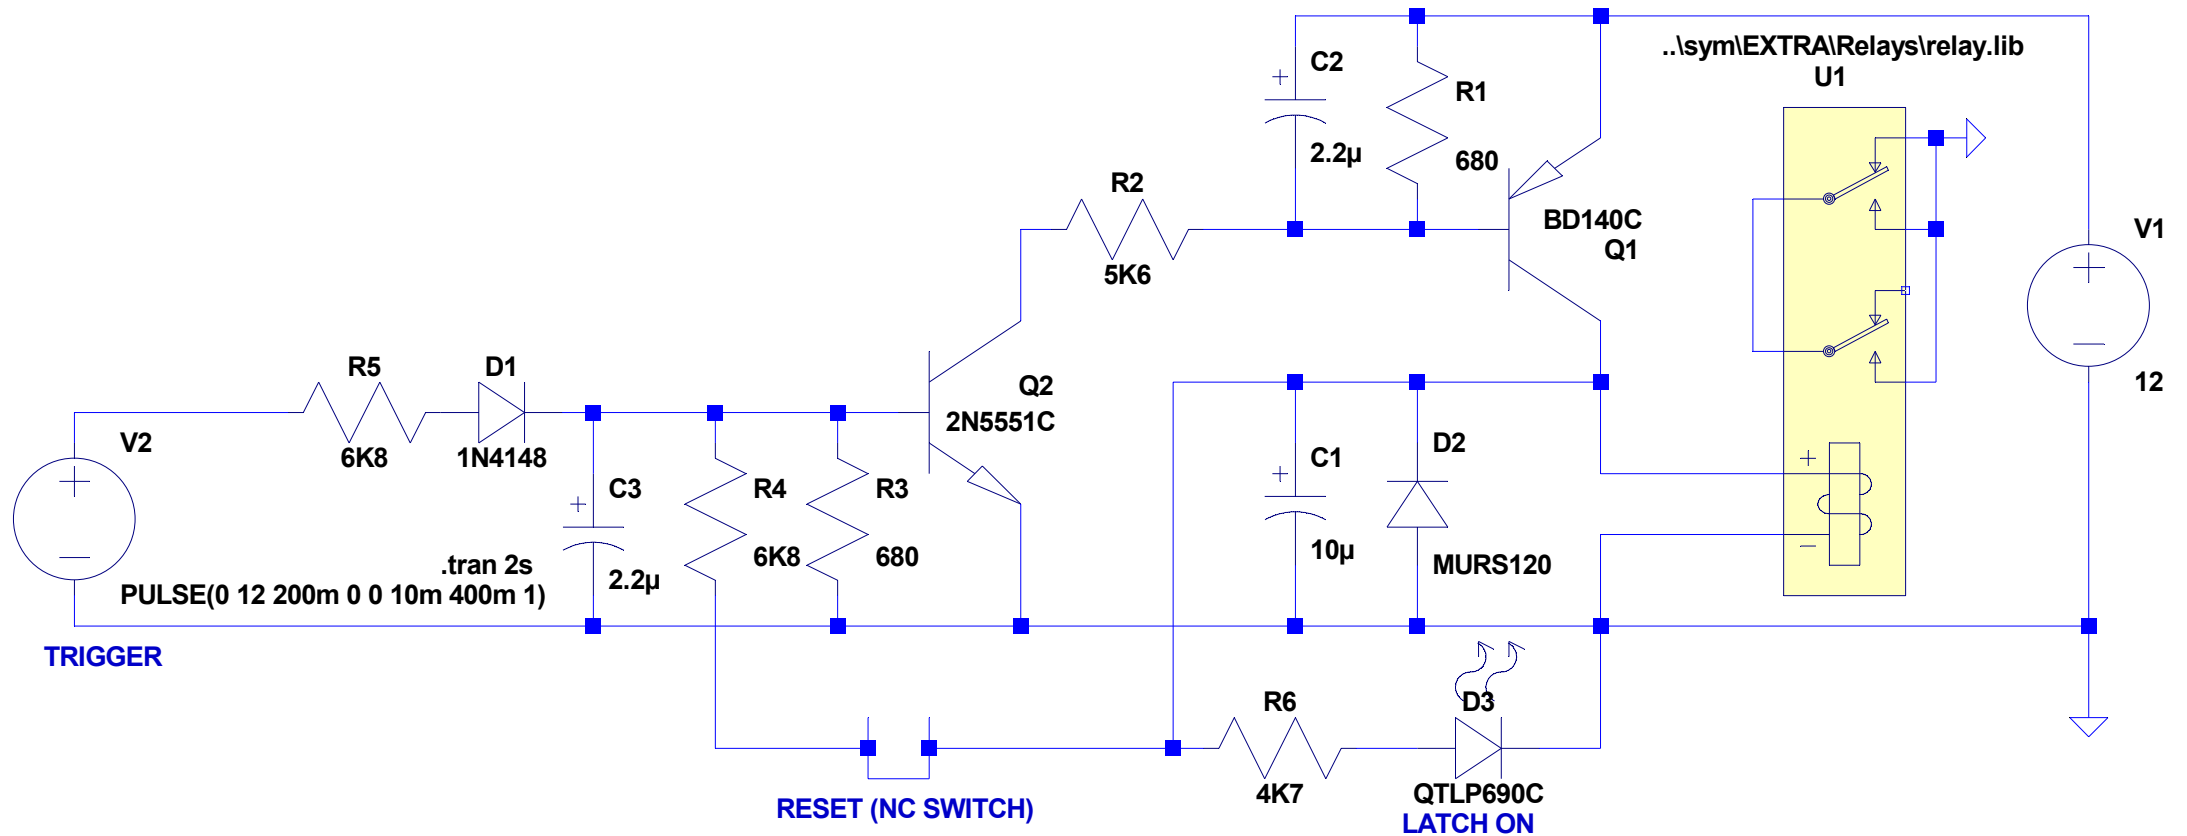 ..\sym\EXTRA\Relays\relay.lib
U1
C2
2.2µ
R1
680
R2
5K6
BD140C
Q1
V1
12
R5
6K8
D1
1N4148
Q2
2N5551C
V2
C3
2.2µ
R4
6K8
R3
680
C1
10µ
D2
MURS120
.tran 2s
PULSE(0 12 200m 0 0 10m 400m 1)
TRIGGER
R6
4K7
D3
QTLP690C
RESET (NC SWITCH)
LATCH ON